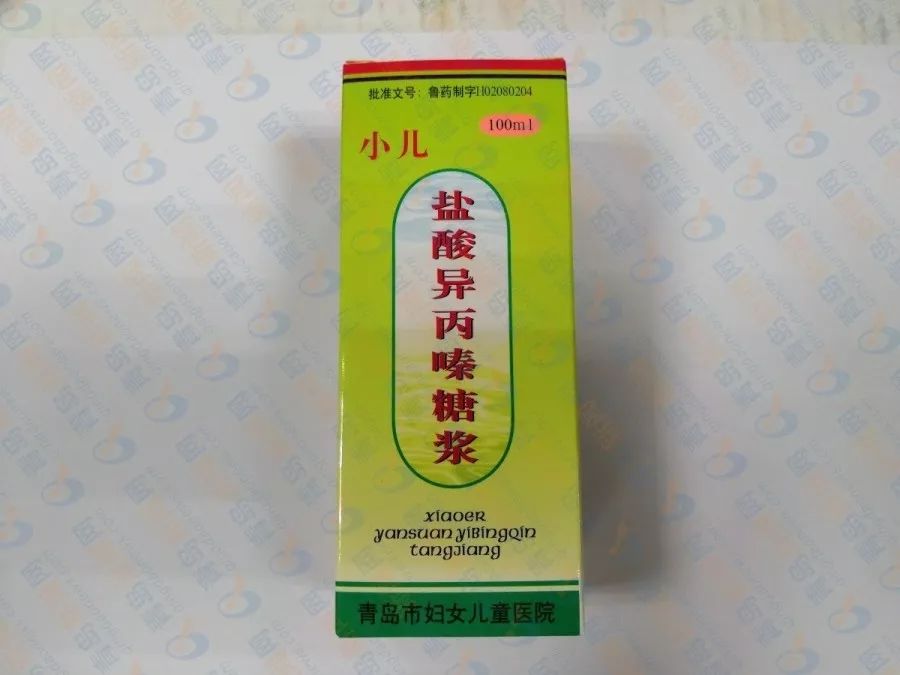 批准文号：鲁药制字H02080204
100ml
小儿
盐酸异丙嗪糖浆
xiaoer
yansuan yibingqin
tangjiang
青岛市妇女儿童医院